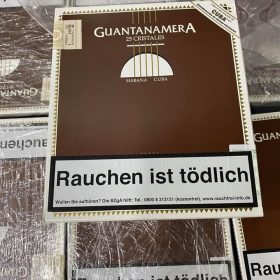 GUANTANAMERA
25 CRISTALES
CUBA
HABANA CUBA
Rauchen ist tödlich
Wollen Sie aufhören? Die BZgA hilft: Tel.: 0800 8 313131 (kostenfrei), www.rauchfrei-info.de